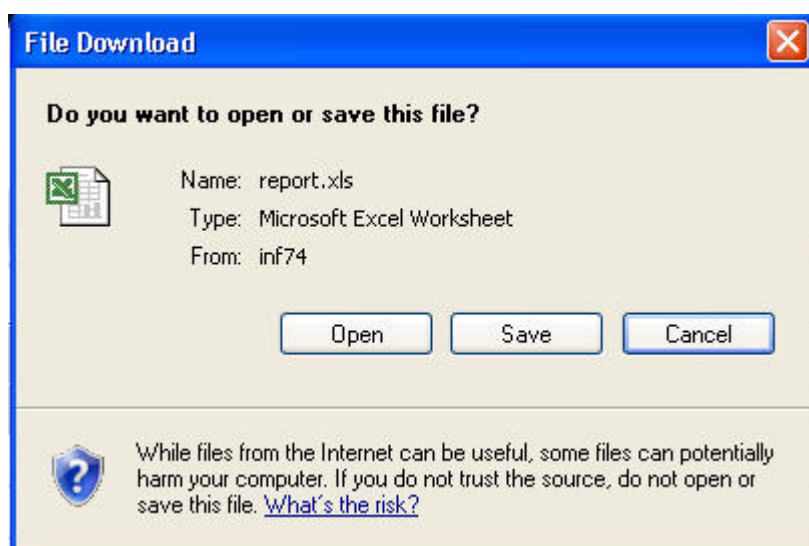 File Download
Do you want to open or save this file?
Name: report.xls
Type: Microsoft Excel Worksheet
From: inf74
Open Save Cancel
While files from the Internet can be useful, some files can potentially
harm your computer. If you do not trust the source, do not open or
save this file. What's the risk?